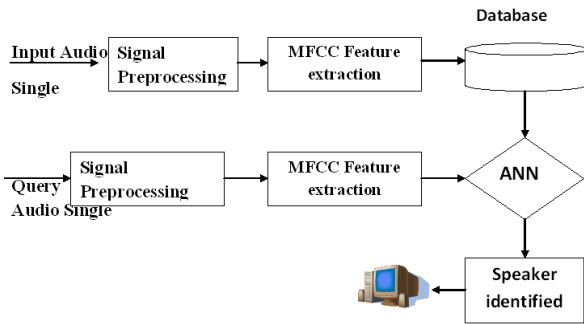 Database
Input Audio
Single
Signal
Preprocessing
MFCC Feature
extraction
Query
Audio Single
Signal
Preprocessing
MFCC Feature
extraction
ANN
Speaker
identified